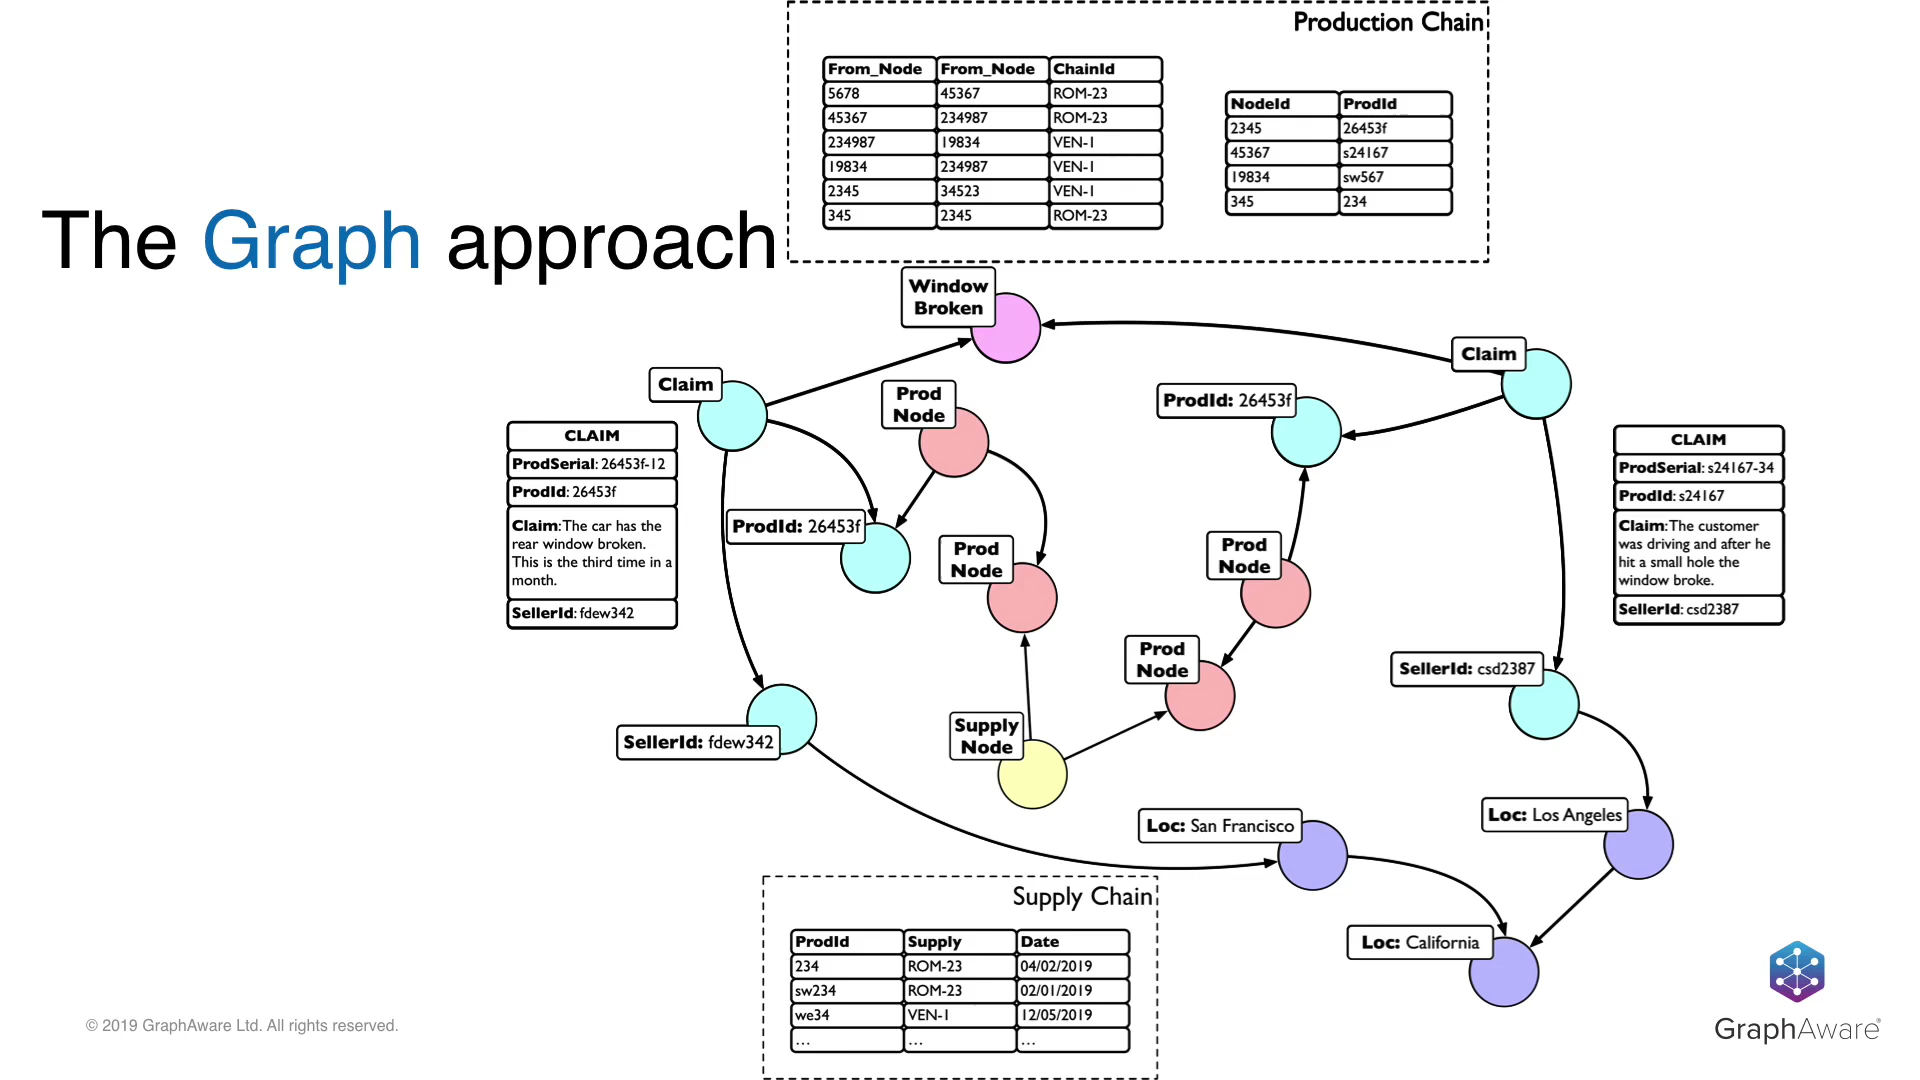 Production Chain
From_Node From_Node ChainId
5678 45367 ROM-23
45367 234987 ROM-23
234987 19834 VEN-1
19834 234987 VEN-1
2345 34523 VEN-1
345 2345 ROM-23
NodeId ProdId
2345 26453f
45367 s24167
19834 sw567
345 234
The Graph approach
Window
Broken
Claim
Claim
Prod
Node
ProdId: 26453f
CLAIM
ProdSerial: 26453f-12
ProdId: 26453f
Claim: The car has the
rear window broken.
This is the third time in a
month.
SellerId: fdew342
CLAIM
ProdSerial: s24167-34
ProdId: s24167
Claim: The customer
was driving and after he
hit a small hole the
window broke.
SellerId: csd2387
ProdId: 26453f
Prod
Node
Prod
Node
Prod
Node
SellerId: csd2387
Supply
Node
SellerId: fdew342
Loc: San Francisco
Loc: Los Angeles
Loc: California
Supply Chain
ProdId Supply Date
234 ROM-23 04/02/2019
sw234 ROM-23 02/01/2019
we34 VEN-1 12/05/2019
... ... ...
© 2019 GraphAware Ltd. All rights reserved.
GraphAware®